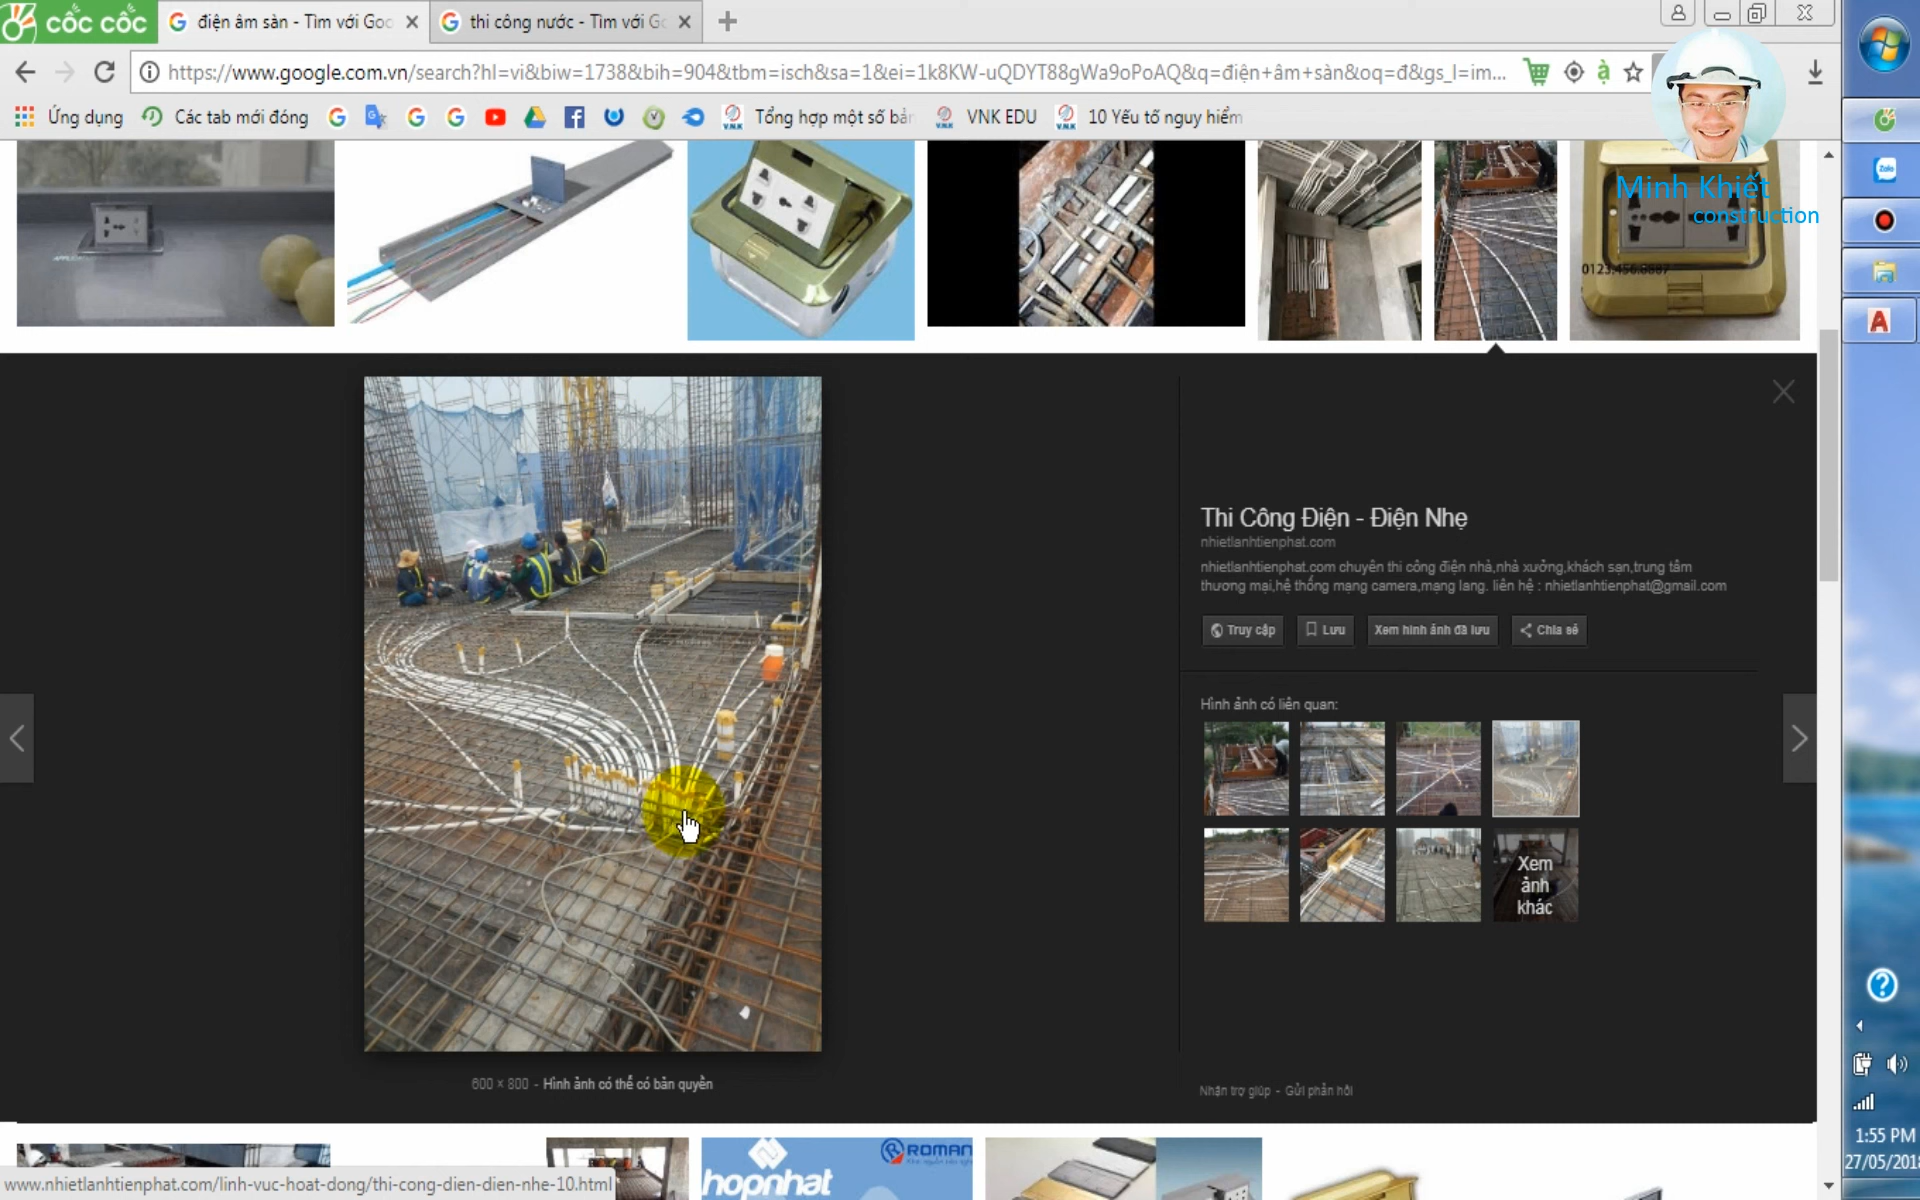 cốc cốc
điện âm sàn - Tìm với Goo
thi công nước - Tìm với G
https://www.google.com.vn/search?hl=vi&biw=1738&bih=904&tbm=isch&sa=1&ei=1k8KW-uQDYT88gWa9oPoAQ&q=điện+âm+sàn&oq=đ&gs_l=im...
Ứng dụng
Các tab mới đóng
Tổng hợp một số bản
VNK EDU
10 Yếu tố nguy hiểm
Zalo
Minh Khiết
construction
0123.456.8887
Thi Công Điện - Điện Nhẹ
nhietlanhtienphat.com
nhietlanhtienphat.com chuyên thi công điện nhà,nhà xưởng,khách sạn,trung tâm
thương mại,hệ thống mạng camera,mạng lang. liên hệ : nhietlanhtienphat@gmail.com
Truy cập
Lưu
Xem hình ảnh đã lưu
Chia sẻ
Hình ảnh có liên quan:
Xem
ảnh
khác
600 × 800 - Hình ảnh có thể có bản quyền
Nhận trợ giúp - Gửi phản hồi
hopnhat
ROMAN
www.nhietlanhtienphat.com/linh-vuc-hoat-dong/thi-cong-dien-dien-nhe-10.html
1:55 PM
27/05/201